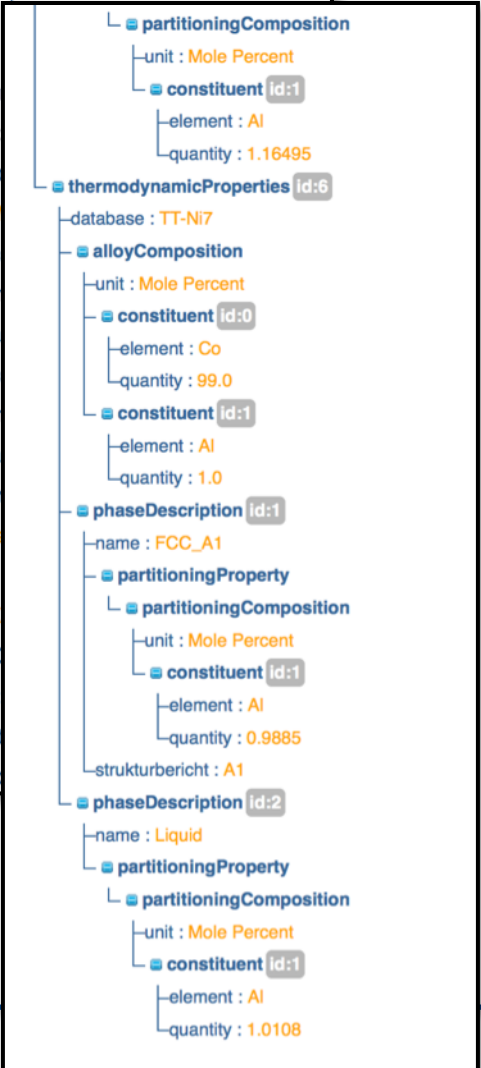 partitioningComposition
unit : Mole Percent
constituent id:1
element : Al
quantity : 1.16495
thermodynamicProperties id:6
database : TT-Ni7
alloyComposition
unit : Mole Percent
constituent id:0
element : Co
quantity : 99.0
constituent id:1
element : Al
quantity : 1.0
phaseDescription id:1
name : FCC_A1
partitioningProperty
partitioningComposition
unit : Mole Percent
constituent id:1
element : Al
quantity : 0.9885
strukturbericht : A1
phaseDescription id:2
name : Liquid
partitioningProperty
partitioningComposition
unit : Mole Percent
constituent id:1
element : Al
quantity : 1.0108